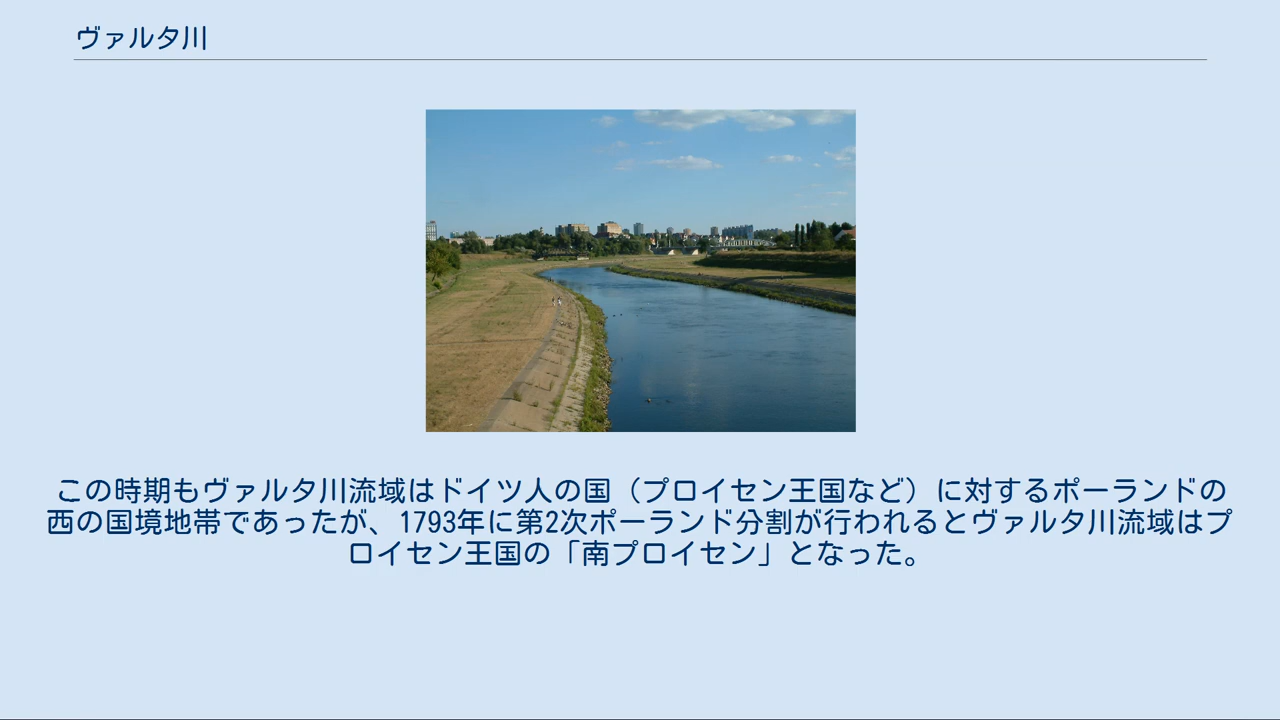 ヴァルタ川
この時期もヴァルタ川流域はドイツ人の国（プロイセン王国など）に対するポーランドの
西の国境地帯であったが、1793年に第2次ポーランド分割が行われるとヴァルタ川流域はプ
ロイセン王国の「南プロイセン」となった。